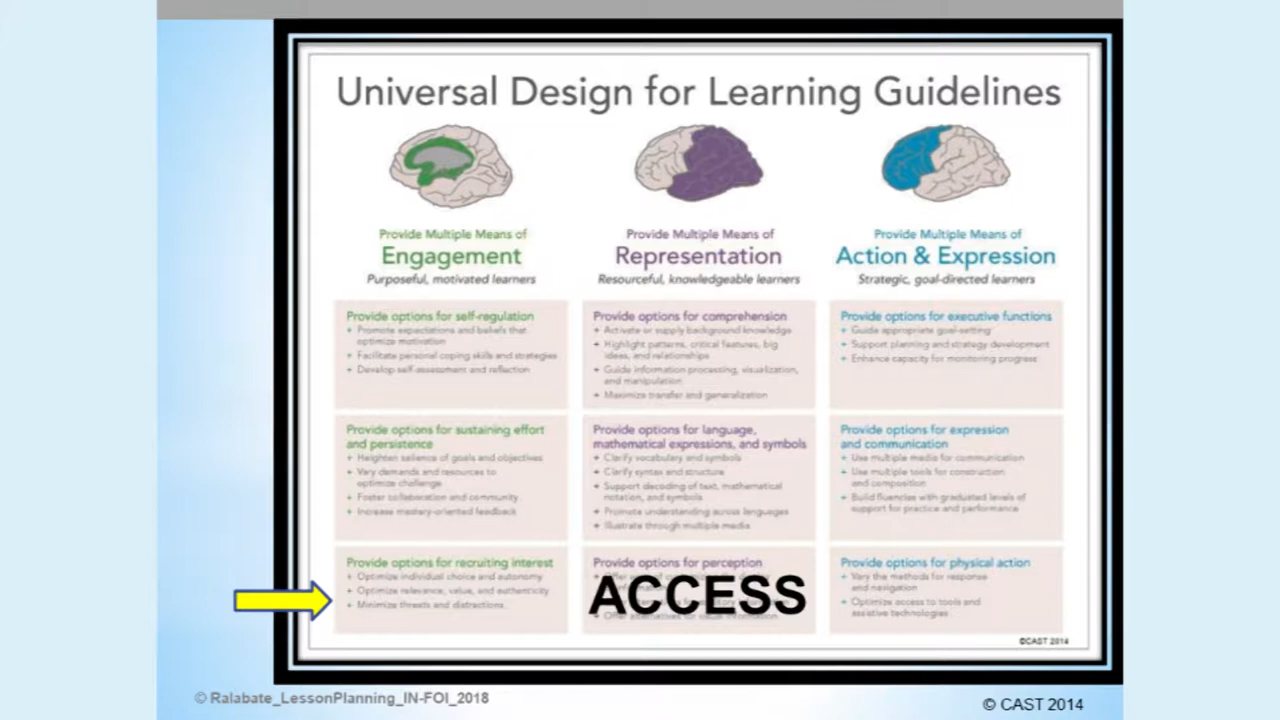 Universal Design for Learning Guidelines
Provide Multiple Means of
Engagement
Purposeful, motivated learners
Provide options for self-regulation
+ Promote expectations and beliefs that
optimize motivation
+ Facilitate personal coping skills and strategies
+ Develop self-assessment and reflection
Provide options for sustaining effort
and persistence
+ Heighten salience of goals and objectives
+ Vary demands and resources to
optimize challenge
+ Foster collaboration and community
+ Increase mastery-oriented feedback
Provide options for recruiting interest
+ Optimize individual choice and autonomy
+ Optimize relevance, value, and authenticity
+ Minimize threats and distractions
Provide Multiple Means of
Representation
Resourceful, knowledgeable learners
Provide options for comprehension
+ Activate or supply background knowledge
+ Highlight patterns, critical features, big
ideas, and relationships
+ Guide information processing, visualization,
and manipulation
+ Maximize transfer and generalization
Provide options for language,
mathematical expressions, and symbols
+ Clarify vocabulary and symbols
+ Clarify syntax and structure
+ Support decoding of text, mathematical
notation, and symbols
+ Promote understanding across languages
+ Illustrate through multiple media
Provide options for perception
ACCESS
+ Offer alternatives for visual information
Provide Multiple Means of
Action & Expression
Strategic, goal-directed learners
Provide options for executive functions
+ Guide appropriate goal-setting
+ Support planning and strategy development
+ Enhance capacity for monitoring progress
Provide options for expression
and communication
+ Use multiple media for communication
+ Use multiple tools for construction
and composition
+ Build fluencies with graduated levels of
support for practice and performance
Provide options for physical action
+ Vary the methods for response
and navigation
+ Optimize access to tools and
assistive technologies
©CAST 2014
© Ralabate_LessonPlanning_IN-FOI_2018
© CAST 2014